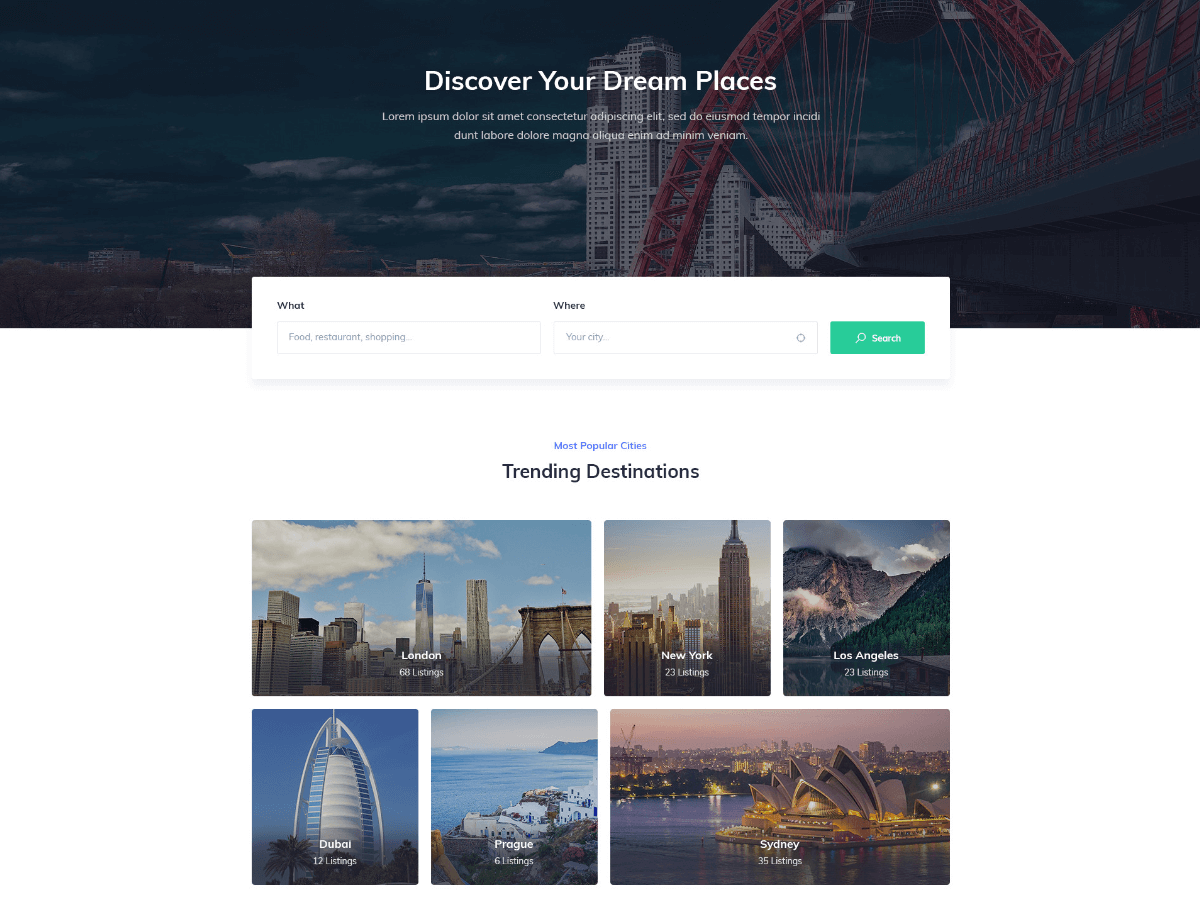 Discover Your Dream Places
Lorem ipsum dolor sit amet consectetur adipiscing elit, sed do eiusmod tempor incidi
dunt labore dolore magna aliqua enim ad minim veniam.
What
Where
Food, restaurant, shopping...
Your city...
Search
Most Popular Cities
Trending Destinations
London
68 Listings
New York
23 Listings
Los Angeles
23 Listings
Dubai
12 Listings
Prague
6 Listings
Sydney
35 Listings